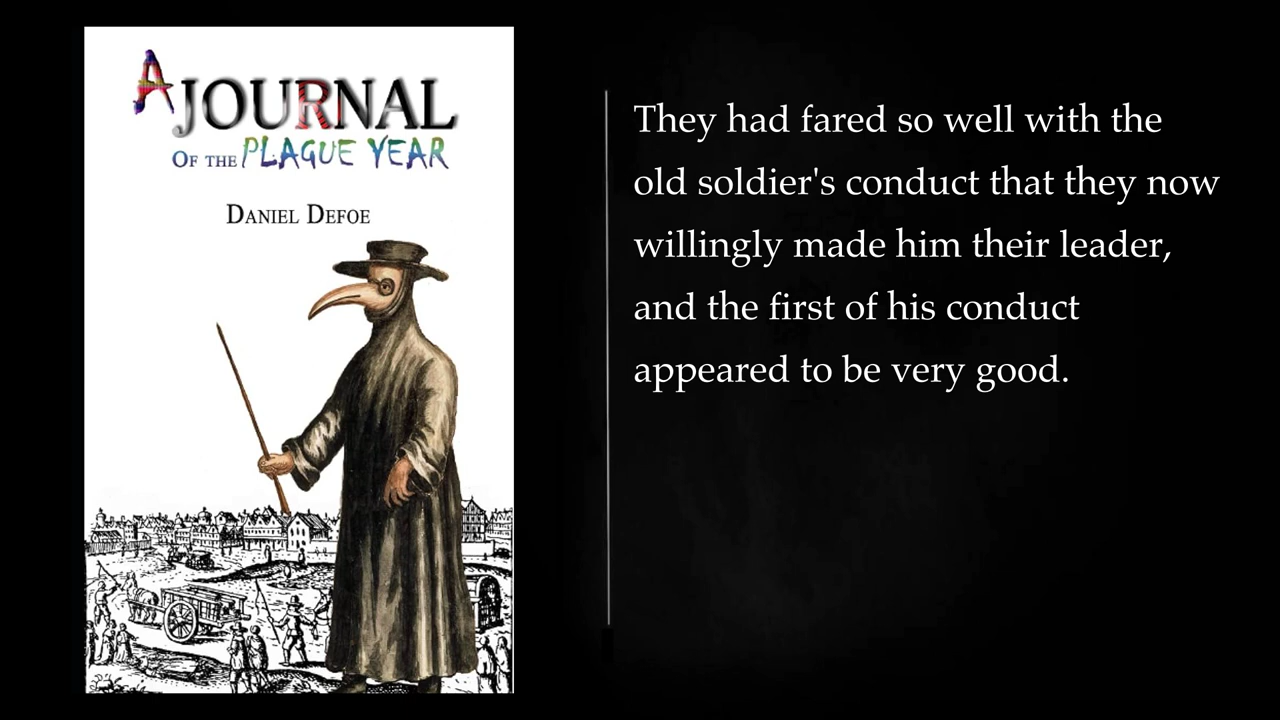 A JOURNAL
OF THE PLAGUE YEAR
DANIEL DEFOE
They had fared so well with the
old soldier's conduct that they now
willingly made him their leader,
and the first of his conduct
appeared to be very good.